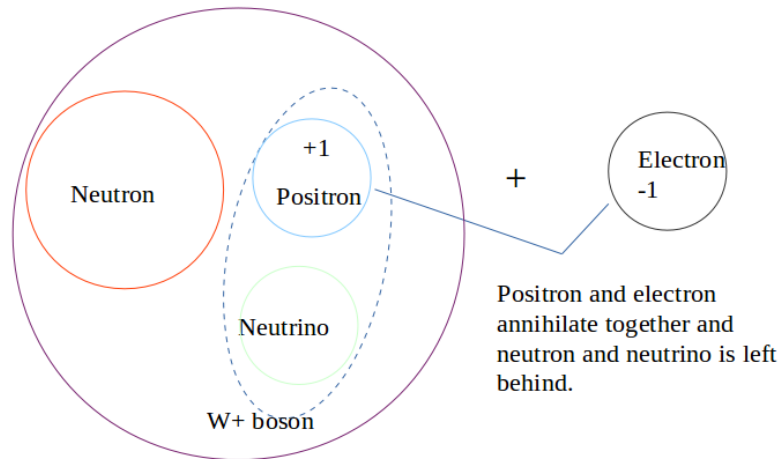 +1
Positron
Neutron
Neutrino
W+ boson
+
Electron
-1
Positron and electron
annihilate together and
neutron and neutrino is left
behind.